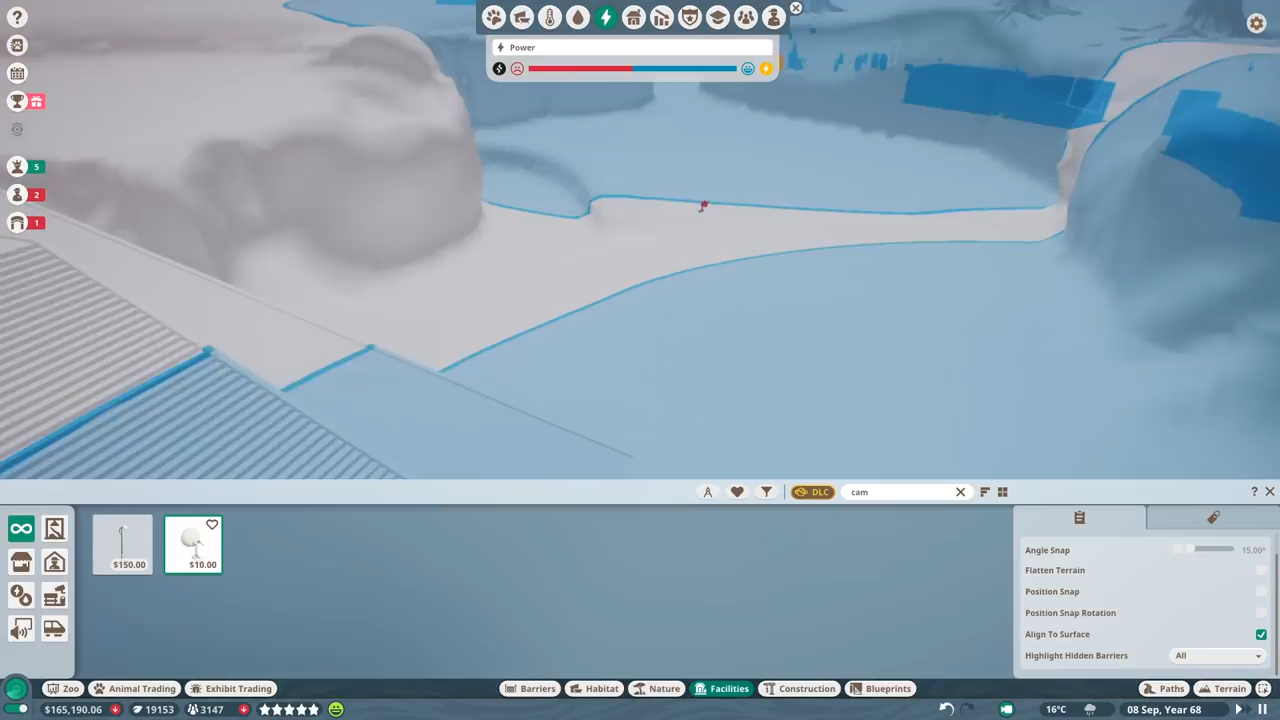 Power
5
2
1
DLC
cam
?
?
$150.00
$10.00
Angle Snap
15.00°
Flatten Terrain
Position Snap
Position Snap Rotation
Align To Surface
Highlight Hidden Barriers
All
Zoo
Animal Trading
Exhibit Trading
Barriers
Habitat
Nature
Facilities
Construction
Blueprints
Paths
Terrain
$165,190.06
19153
3147
16°C
08 Sep, Year 68